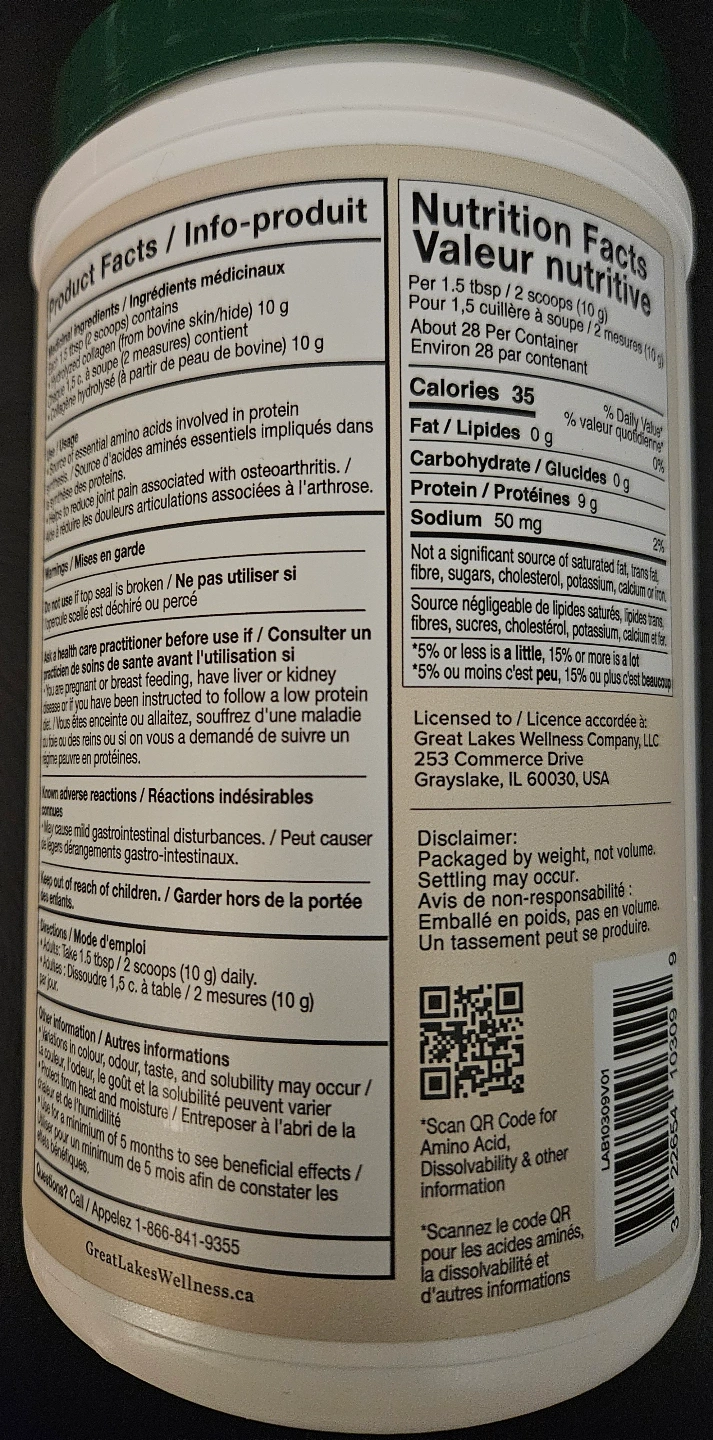 Product Facts / Info-produit
Medicinal ingredients / Ingrédients médicinaux
Each 1.5 tbsp (2 scoops) contains
• Hydrolyzed collagen (from bovine skin/hide) 10 g
Chaque 1,5 c. à soupe (2 measures) contient
• Collagène hydrolysé (à partir de peau de bovine) 10 g
Use / Usage
• Source of essential amino acids involved in protein
synthesis. / Source d'acides aminés essentiels impliqués dans
la synthèse des protéins.
• Helps to reduce joint pain associated with osteoarthritis. /
Aide à réduire les douleurs articulations associées à l'arthrose.
Warnings / Mises en garde
Do not use if top seal is broken / Ne pas utiliser si
l'opercule scellé est déchiré ou percé
Ask a health care practitioner before use if / Consulter un
practicien de soins de sante avant l'utilisation si
• You are pregnant or breast feeding, have liver or kidney
disease or if you have been instructed to follow a low protein
diet. / Vous êtes enceinte ou allaitez, souffrez d'une maladie
du foie ou des reins ou si on vous a demandé de suivre un
régime pauvre en protéines.
Known adverse reactions / Réactions indésirables
connues
• May cause mild gastrointestinal disturbances. / Peut causer
de légers dérangements gastro-intestinaux.
Keep out of reach of children. / Garder hors de la portée
des enfants.
Directions / Mode d'emploi
• Adults: Take 1.5 tbsp / 2 scoops (10 g) daily.
• Adultes : Dissoudre 1,5 c. à table / 2 mesures (10 g)
par jour.
Other information / Autres informations
• Variations in colour, odour, taste, and solubility may occur /
La couleur, l'odeur, le goût et la solubilité peuvent varier
• Protect from heat and moisture / Entreposer à l'abri de la
chaleur et de l'humidité
• Use for a minimium of 5 months to see beneficial effects /
Utiliser pour un minimum de 5 mois afin de constater les
effets bénéfiques.
Questions? Call / Appelez 1-866-841-9355
GreatLakesWellness.ca
Nutrition Facts
Valeur nutritive
Per 1.5 tbsp / 2 scoops (10 g)
Pour 1,5 cuillère à soupe / 2 mesures (10 g)
About 28 Per Container
Environ 28 par contenant
Calories 35
% Daily Value*
% valeur quotidienne*
Fat / Lipides 0 g 0%
Carbohydrate / Glucides 0 g
Protein / Protéines 9 g
Sodium 50 mg 2%
Not a significant source of saturated fat, trans fat,
fibre, sugars, cholesterol, potassium, calcium or iron.
Source négligeable de lipides saturés, lipides trans,
fibres, sucres, cholestérol, potassium, calcium et fer.
*5% or less is a little, 15% or more is a lot
*5% ou moins c'est peu, 15% ou plus c'est beaucoup
Licensed to / Licence accordée à:
Great Lakes Wellness Company, LLC
253 Commerce Drive
Grayslake, IL 60030, USA
Disclaimer:
Packaged by weight, not volume.
Settling may occur.
Avis de non-responsabilité :
Emballé en poids, pas en volume.
Un tassement peut se produire.
*Scan QR Code for
Amino Acid,
Dissolvability & other
information
*Scannez le code QR
pour les acides aminés,
la dissolvabilité et
d'autres informations
LAB10309V01
3 22654 10309 9